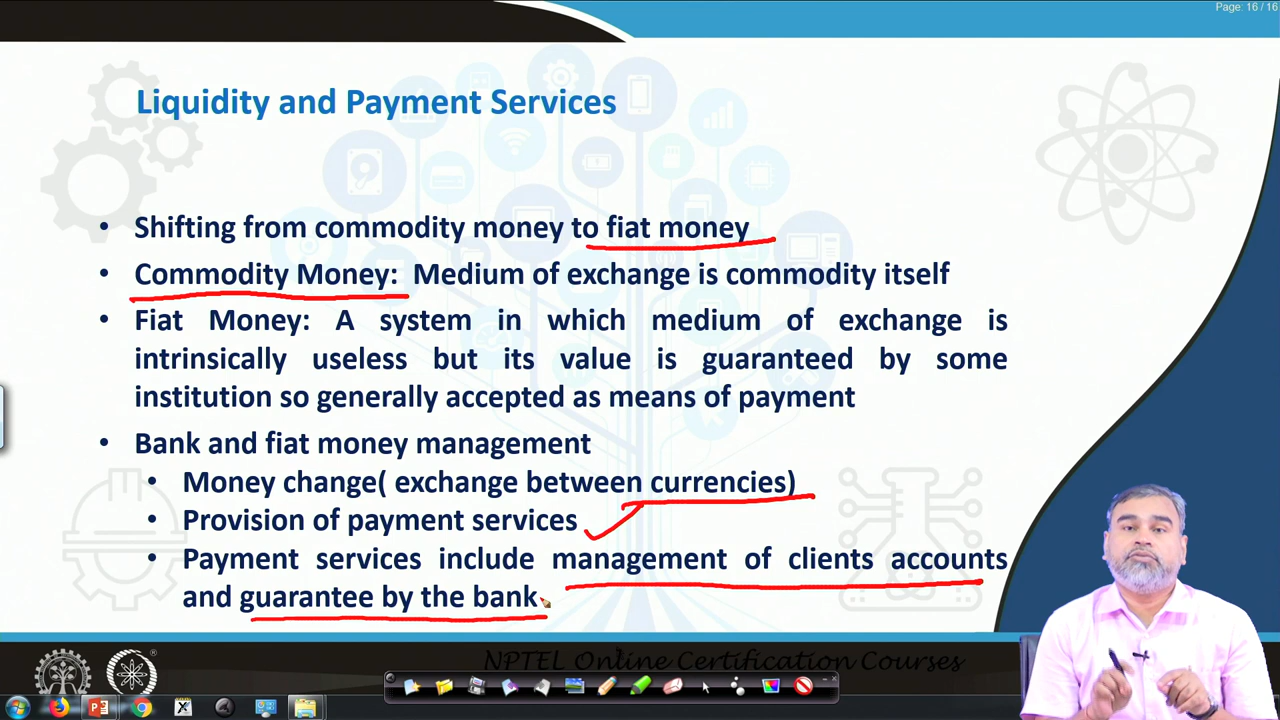 Page: 16 / 16
Liquidity and Payment Services
• Shifting from commodity money to fiat money
• Commodity Money: Medium of exchange is commodity itself
• Fiat Money: A system in which medium of exchange is
intrinsically useless but its value is guaranteed by some
institution so generally accepted as means of payment
• Bank and fiat money management
• Money change( exchange between currencies)
• Provision of payment services
• Payment services include management of clients accounts
and guarantee by the bank
NPTEL Online Certification Courses